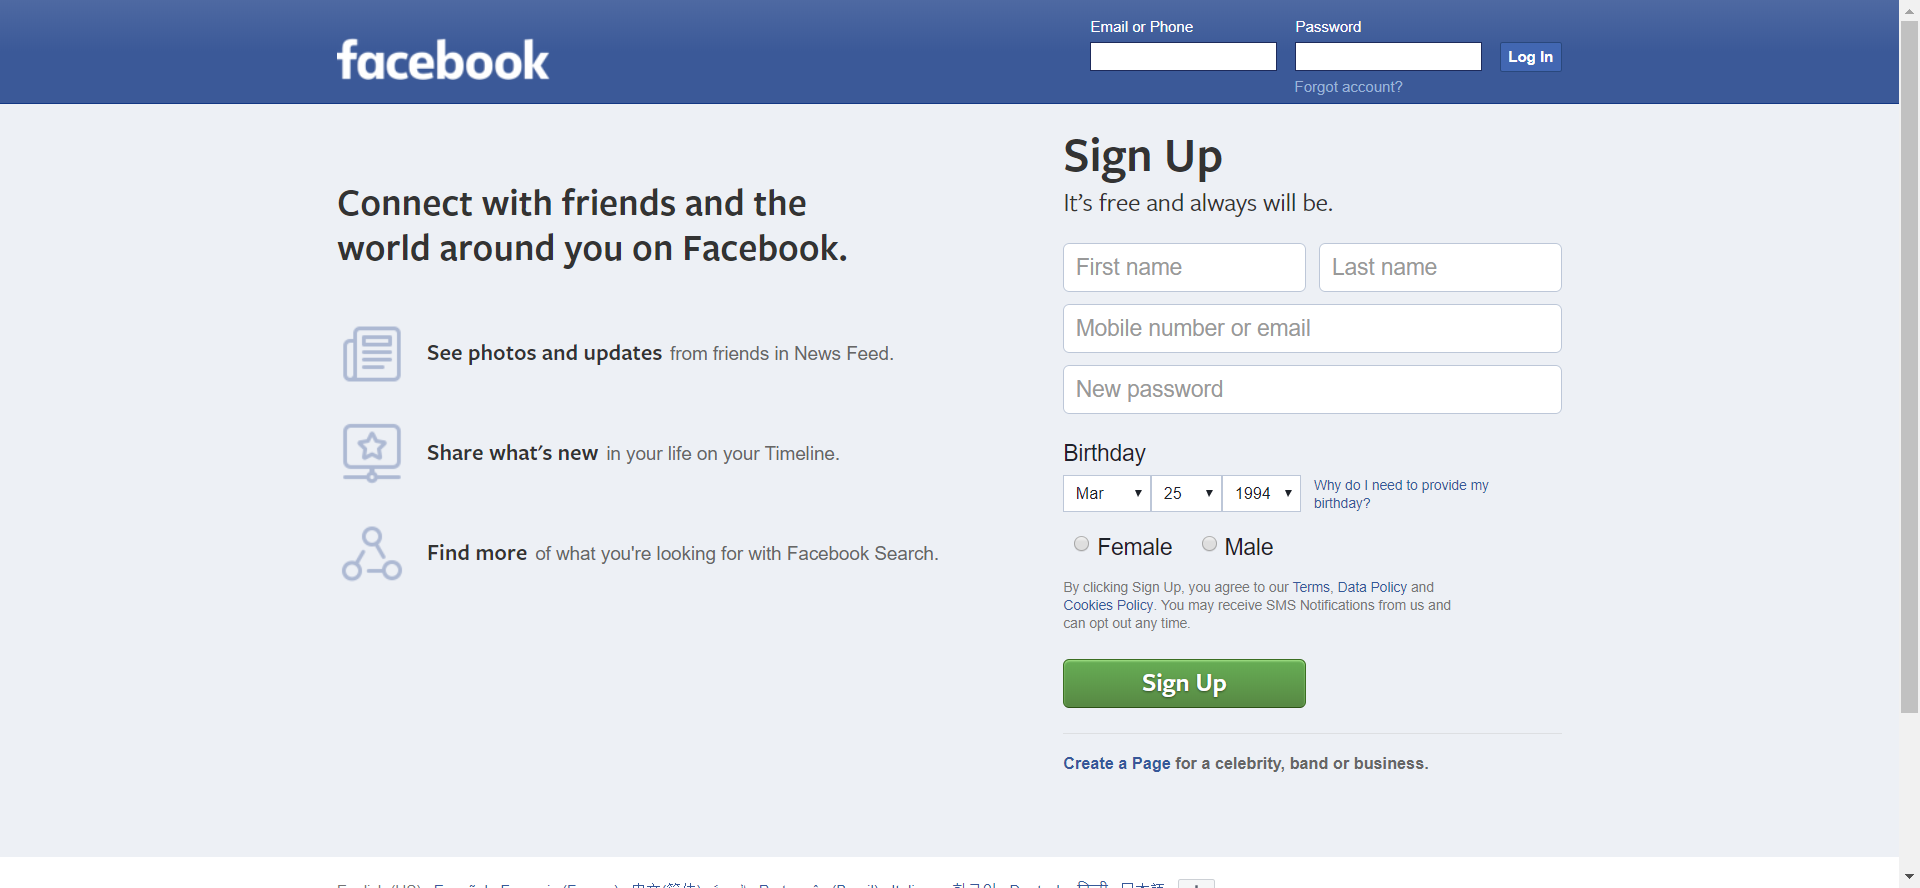 facebook
Email or Phone
Password
Log In
Forgot account?
Connect with friends and the
world around you on Facebook.
See photos and updates from friends in News Feed.
Share what's new in your life on your Timeline.
Find more of what you're looking for with Facebook Search.
Sign Up
It's free and always will be.
First name
Last name
Mobile number or email
New password
Birthday
Mar 25 1994
Why do I need to provide my
birthday?
Female Male
By clicking Sign Up, you agree to our Terms, Data Policy and
Cookies Policy. You may receive SMS Notifications from us and
can opt out any time.
Sign Up
Create a Page for a celebrity, band or business.